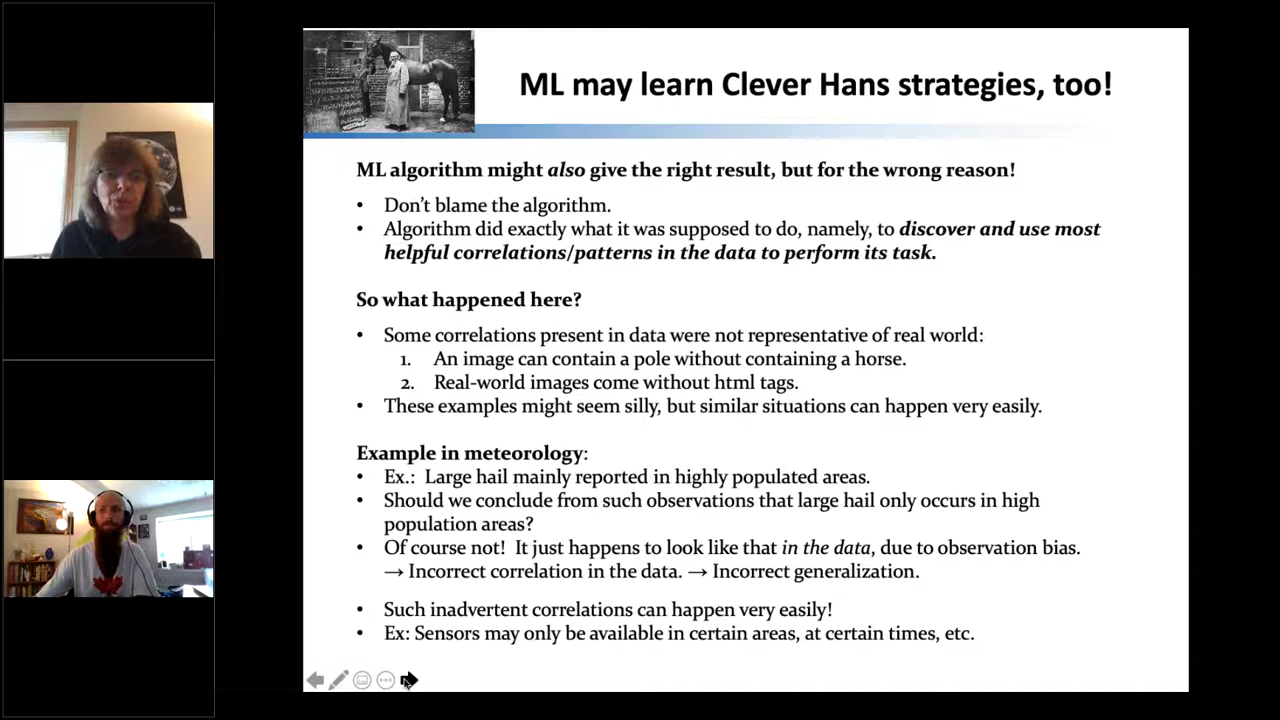 ML may learn Clever Hans strategies, too!
ML algorithm might also give the right result, but for the wrong reason!
• Don't blame the algorithm.
• Algorithm did exactly what it was supposed to do, namely, to discover and use most
helpful correlations/patterns in the data to perform its task.
So what happened here?
• Some correlations present in data were not representative of real world:
1. An image can contain a pole without containing a horse.
2. Real-world images come without html tags.
• These examples might seem silly, but similar situations can happen very easily.
Example in meteorology:
• Ex.: Large hail mainly reported in highly populated areas.
• Should we conclude from such observations that large hail only occurs in high
population areas?
• Of course not! It just happens to look like that in the data, due to observation bias.
→ Incorrect correlation in the data. → Incorrect generalization.
• Such inadvertent correlations can happen very easily!
• Ex: Sensors may only be available in certain areas, at certain times, etc.